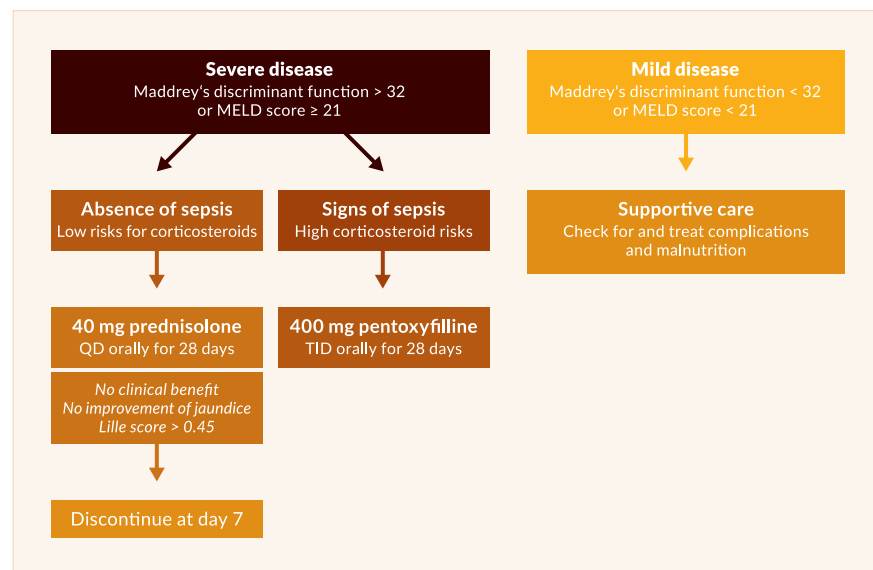 Severe disease
Maddrey's discriminant function > 32
or MELD score ≥ 21
Mild disease
Maddrey's discriminant function < 32
or MELD score < 21
Absence of sepsis
Low risks for corticosteroids
Signs of sepsis
High corticosteroid risks
Supportive care
Check for and treat complications
and malnutrition
40 mg prednisolone
QD orally for 28 days
400 mg pentoxyfilline
TID orally for 28 days
No clinical benefit
No improvement of jaundice
Lille score > 0.45
Discontinue at day 7